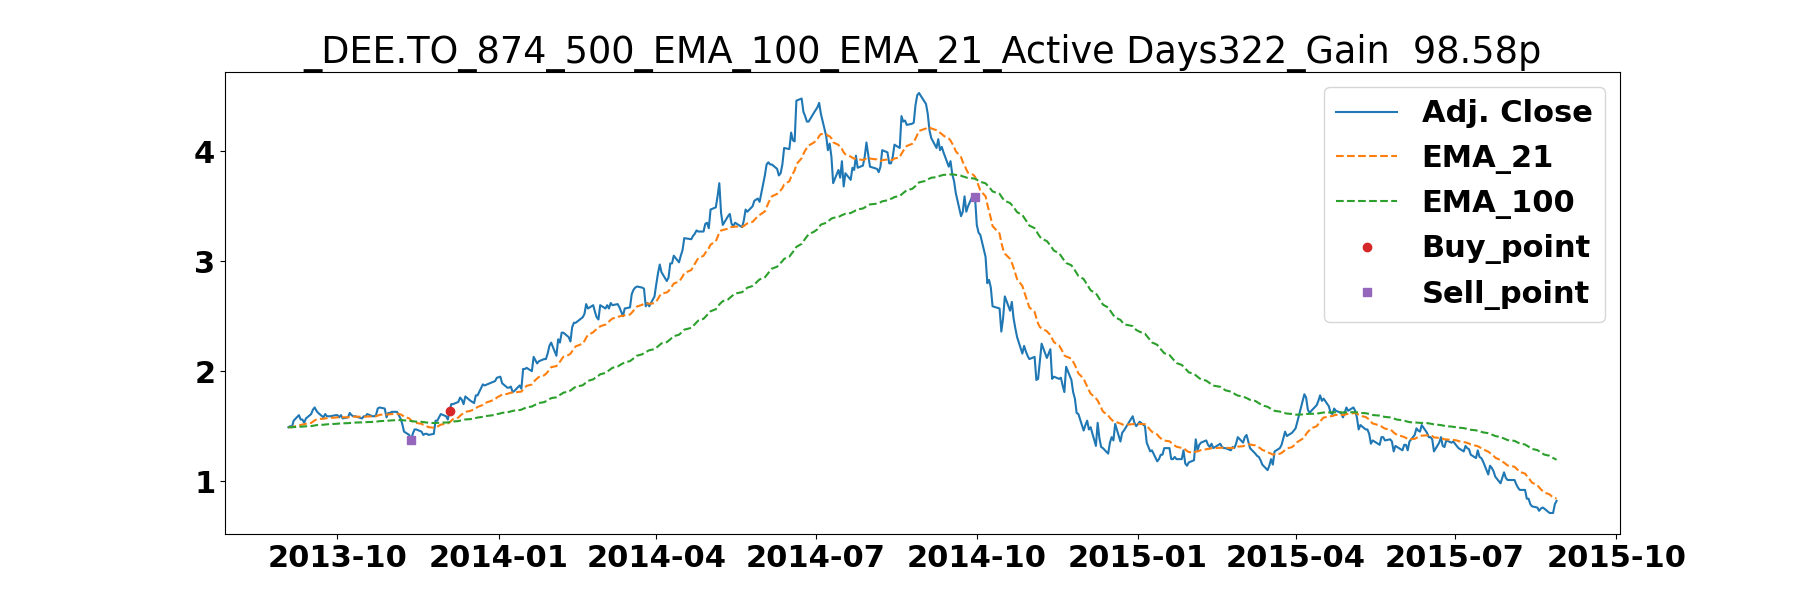 _DEE.TO_874_500_EMA_100_EMA_21_Active Days322_Gain  98.58p
Adj. Close
EMA_21
EMA_100
Buy_point
Sell_point
4
3
2
1
2013-10 2014-01 2014-04 2014-07 2014-10 2015-01 2015-04 2015-07 2015-10